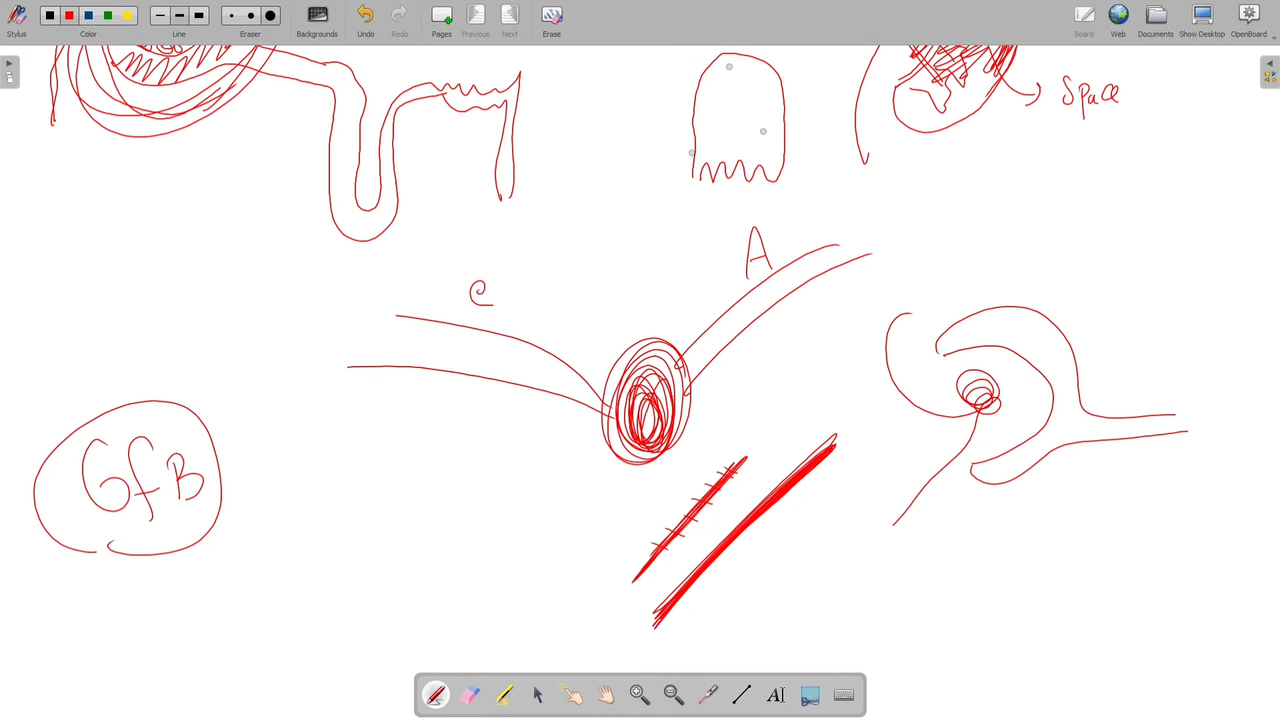 Stylus
Color
Line
Eraser
Backgrounds
Undo
Redo
Pages
Previous
Next
Erase
Board
Web
Documents
Show Desktop
OpenBoard
Space
A
e
GfB